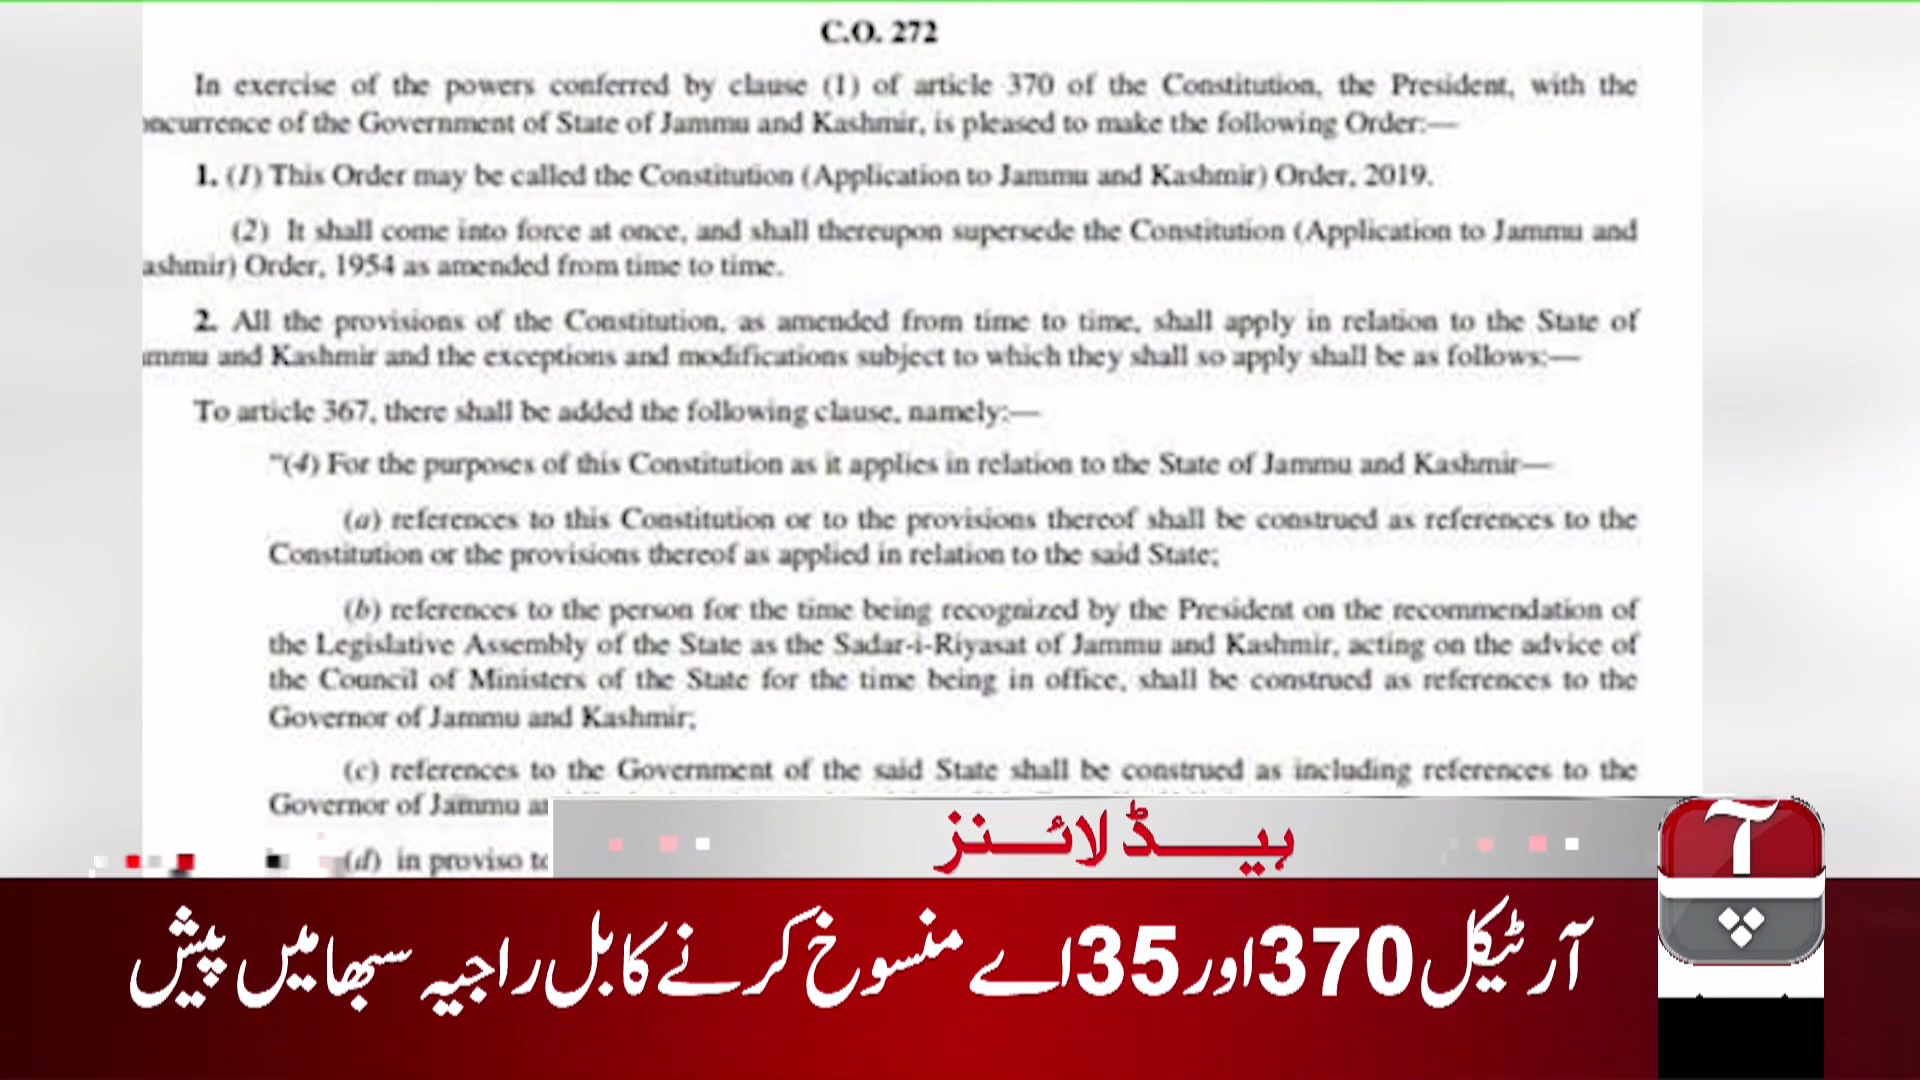 C.O. 272
In exercise of the powers conferred by clause (1) of article 370 of the Constitution, the President, with the
oncurrence of the Government of State of Jammu and Kashmir, is pleased to make the following Order:—
1. (1) This Order may be called the Constitution (Application to Jammu and Kashmir) Order, 2019.
(2) It shall come into force at once, and shall thereupon supersede the Constitution (Application to Jammu and
ashmir) Order, 1954 as amended from time to time.
2. All the provisions of the Constitution, as amended from time to time, shall apply in relation to the State of
mmu and Kashmir and the exceptions and modifications subject to which they shall so apply shall be as follows:—
To article 367, there shall be added the following clause, namely:—
"(4) For the purposes of this Constitution as it applies in relation to the State of Jammu and Kashmir—
(a) references to this Constitution or to the provisions thereof shall be construed as references to the
Constitution or the provisions thereof as applied in relation to the said State;
(b) references to the person for the time being recognized by the President on the recommendation of
the Legislative Assembly of the State as the Sadar-i-Riyasat of Jammu and Kashmir, acting on the advice of
the Council of Ministers of the State for the time being in office, shall be construed as references to the
Governor of Jammu and Kashmir;
(c) references to the Government of the said State shall be construed as including references to the
Governor of Jammu a
(d) in proviso to
ہیڈ لائنز
آرٹیکل 370 اور 35 اے منسوخ کرنے کا بل راجیہ سبھا میں پیش
آپ